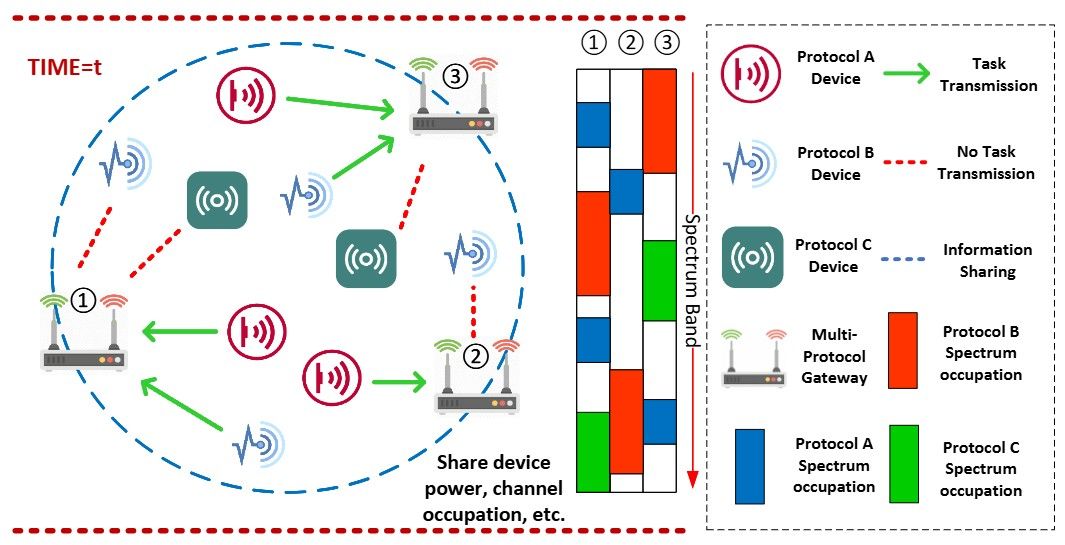 TIME=t
③
①
②
Share device
power, channel
occupation, etc.
① ② ③
Spectrum Band
Protocol A
Device
Task
Transmission
Protocol B
Device
No Task
Transmission
Protocol C
Device
Information
Sharing
Multi-
Protocol
Gateway
Protocol B
Spectrum
occupation
Protocol A
Spectrum
occupation
Protocol C
Spectrum
occupation